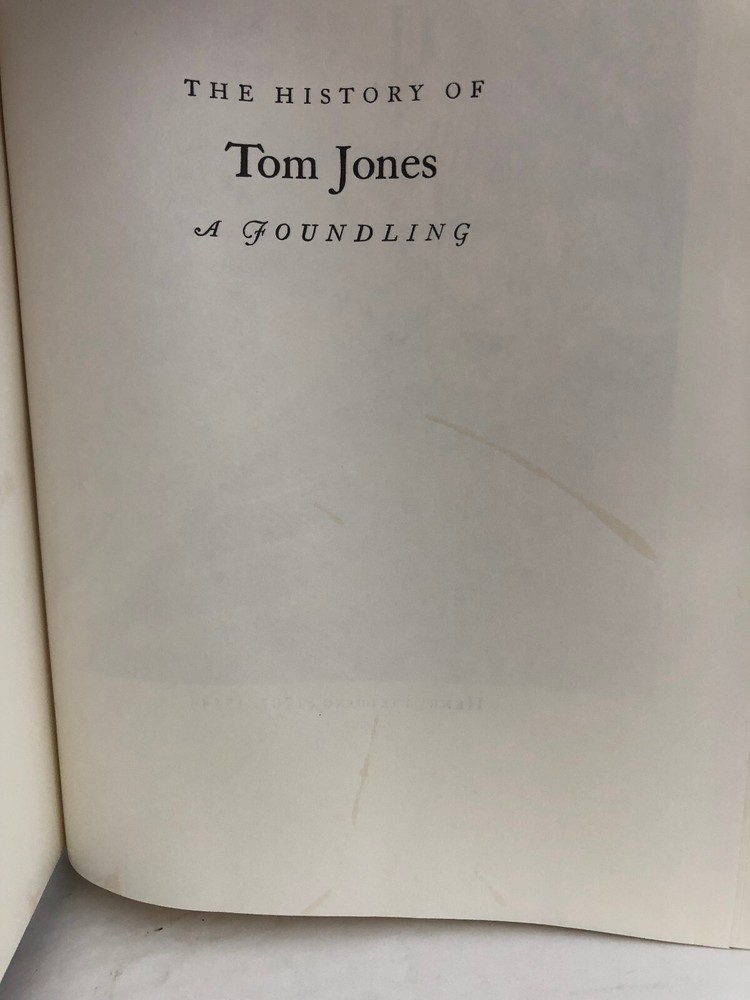 THE HISTORY OF
Tom Jones
A FOUNDLING